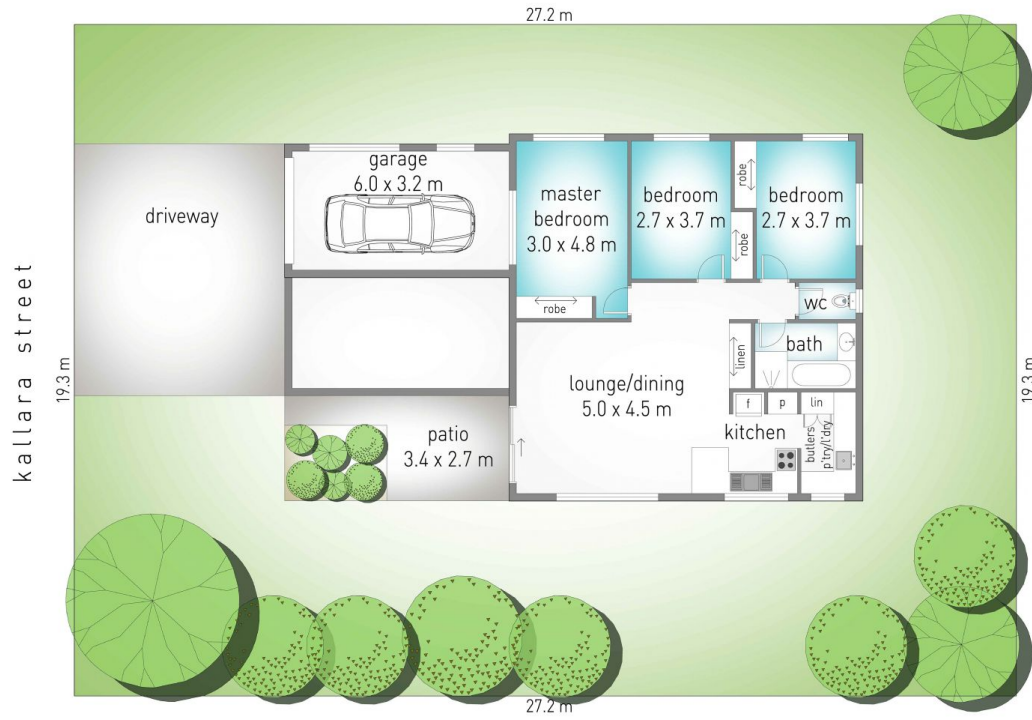 27.2 m
garage
6.0 x 3.2 m
driveway
master
bedroom
3.0 x 4.8 m
robe
bedroom
2.7 x 3.7 m
robe
robe
bedroom
2.7 x 3.7 m
wc
bath
linen
lounge/dining
5.0 x 4.5 m
f
p
lin
kitchen
butlers
p'try/l'dry
patio
3.4 x 2.7 m
kallara street
19.3 m
19.3 m
27.2 m